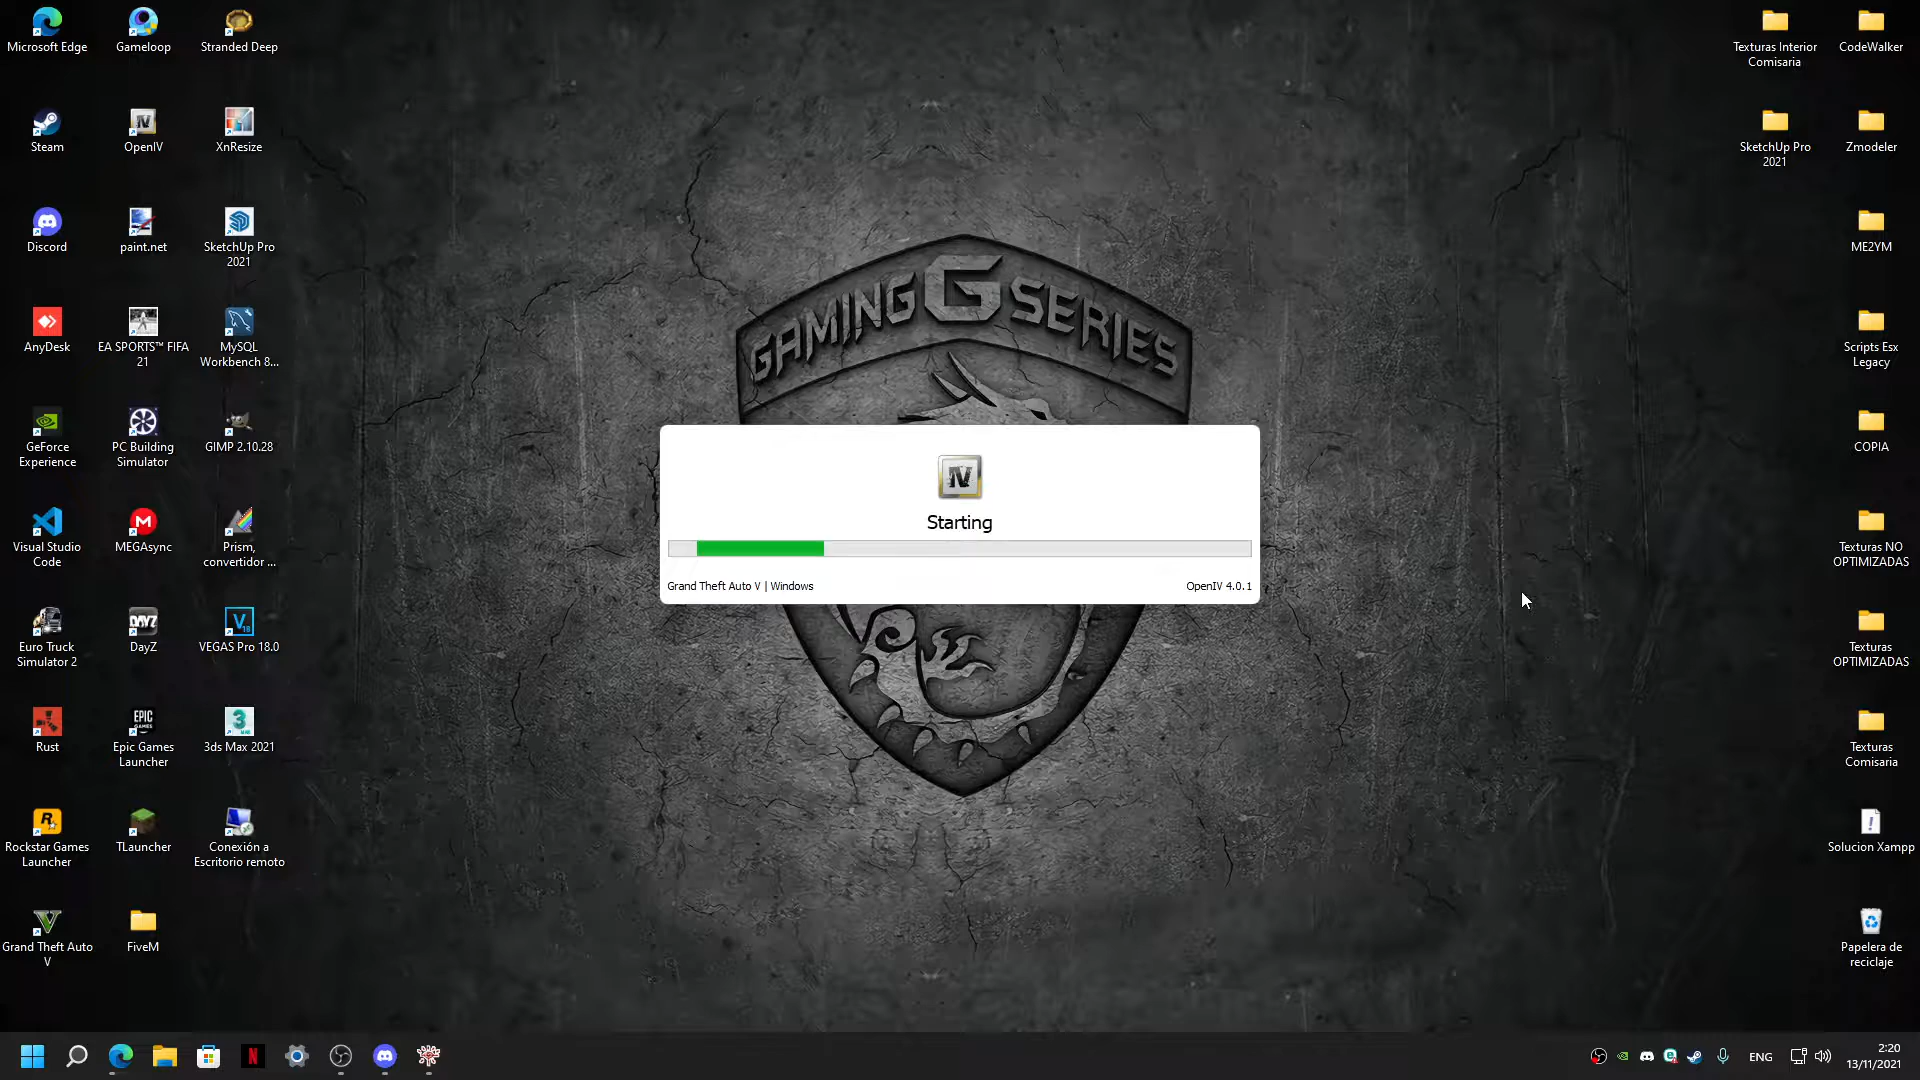 Microsoft Edge
Gameloop
Stranded Deep
Steam
OpenIV
XnResize
Discord
paint.net
SketchUp Pro
2021
AnyDesk
EA SPORTS™ FIFA
21
MySQL
Workbench 8...
GeForce
Experience
PC Building
Simulator
GIMP 2.10.28
Visual Studio
Code
MEGAsync
Prism,
convertidor ...
Euro Truck
Simulator 2
DayZ
VEGAS Pro 18.0
Rust
Epic Games
Launcher
3ds Max 2021
Rockstar Games
Launcher
TLauncher
Conexión a
Escritorio remoto
Grand Theft Auto
V
FiveM
GAMING G SERIES
IV
Starting
Grand Theft Auto V | Windows
OpenIV 4.0.1
Texturas Interior
Comisaria
CodeWalker
SketchUp Pro
2021
Zmodeler
ME2YM
Scripts Esx
Legacy
COPIA
Texturas NO
OPTIMIZADAS
Texturas
OPTIMIZADAS
Texturas
Comisaria
Solucion Xampp
Papelera de
reciclaje
ENG
2:20
13/11/2021